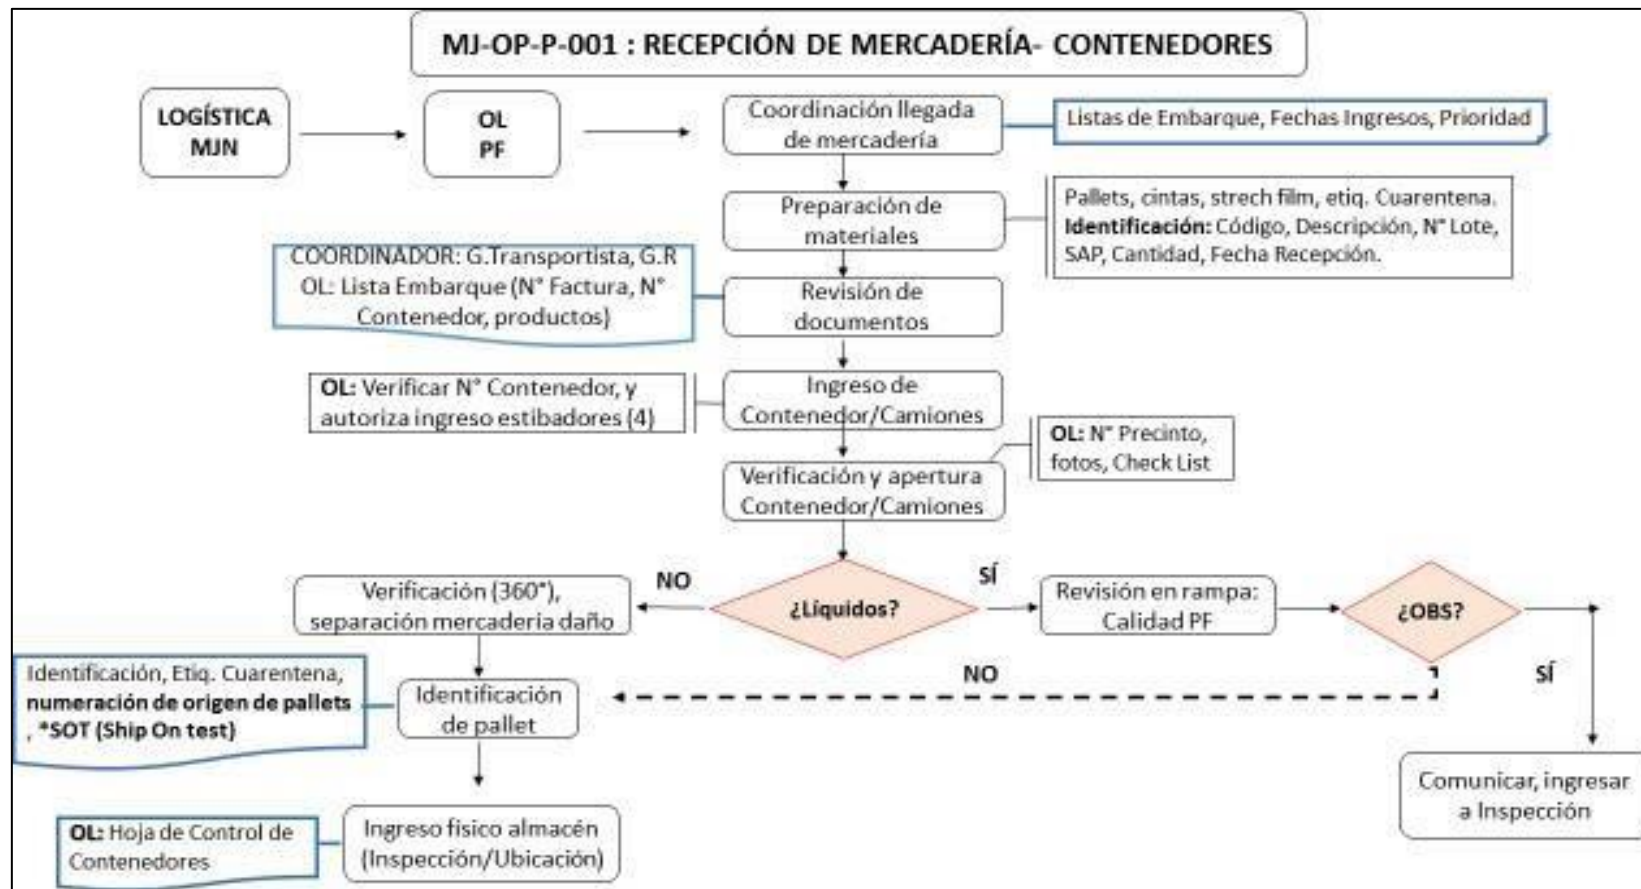 MJ-OP-P-001 : RECEPCIÓN DE MERCADERÍA- CONTENEDORES
LOGÍSTICA
MJN
OL
PF
Coordinación llegada
de mercadería
Listas de Embarque, Fechas Ingresos, Prioridad
Preparación de
materiales
Pallets, cintas, strech film, etiq. Cuarentena.
Identificación: Código, Descripción, N° Lote,
SAP, Cantidad, Fecha Recepción.
COORDINADOR: G.Transportista, G.R
OL: Lista Embarque (N° Factura, N°
Contenedor, productos)
Revisión de
documentos
OL: Verificar N° Contenedor, y
autoriza ingreso estibadores (4)
Ingreso de
Contenedor/Camiones
OL: N° Precinto,
fotos, Check List
Verificación y apertura
Contenedor/Camiones
Verificación (360°),
separación mercadería daño
NO
¿Líquidos?
SÍ
Revisión en rampa:
Calidad PF
¿OBS?
NO
SÍ
Identificación, Etiq. Cuarentena,
numeración de origen de pallets
, *SOT (Ship On test)
Identificación
de pallet
Comunicar, ingresar
a Inspección
OL: Hoja de Control de
Contenedores
Ingreso físico almacén
(Inspección/Ubicación)